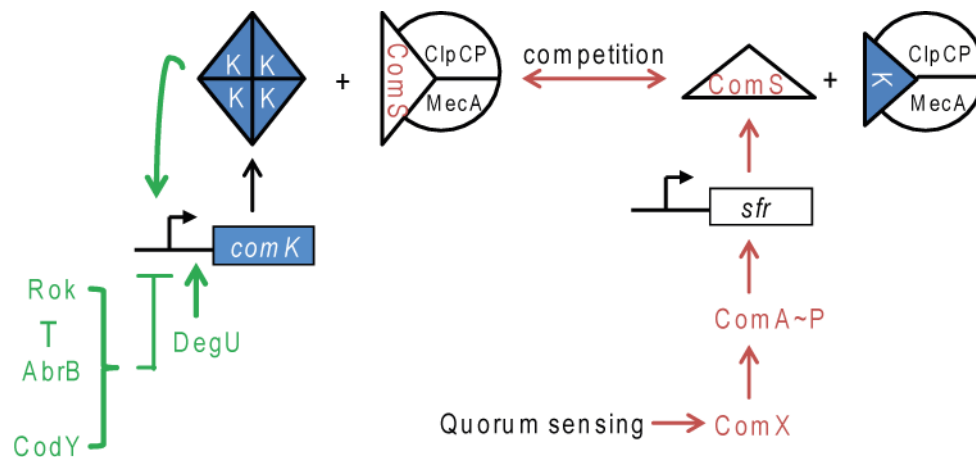 K K
K K
+
ComS
ClpCP
MecA
competition
ComS
+
K
ClpCP
MecA
comK
sfr
Rok
T
AbrB
CodY
DegU
ComA~P
Quorum sensing
ComX